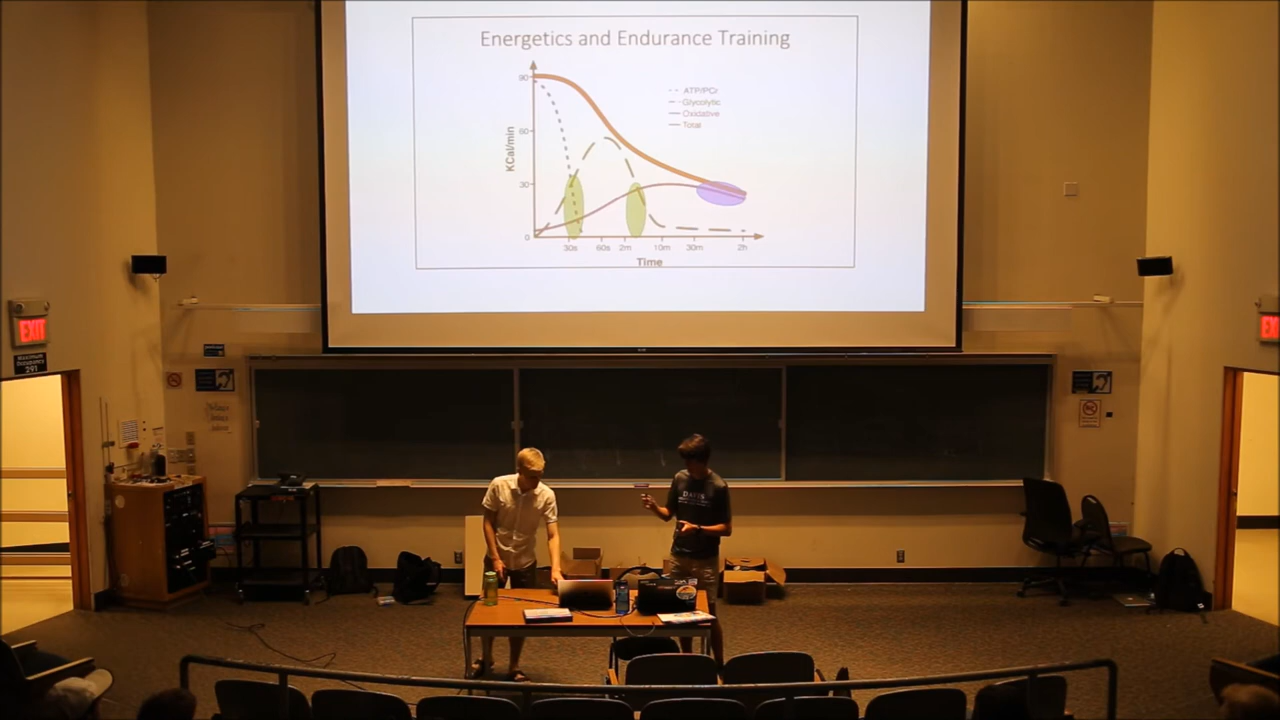 Energetics and Endurance Training
90
60
30
0
KCal/min
ATP/PCr
Glycolytic
Oxidative
Total
30s 60s 2m 10m 30m 2h
Time
EXIT
291
DAVIS